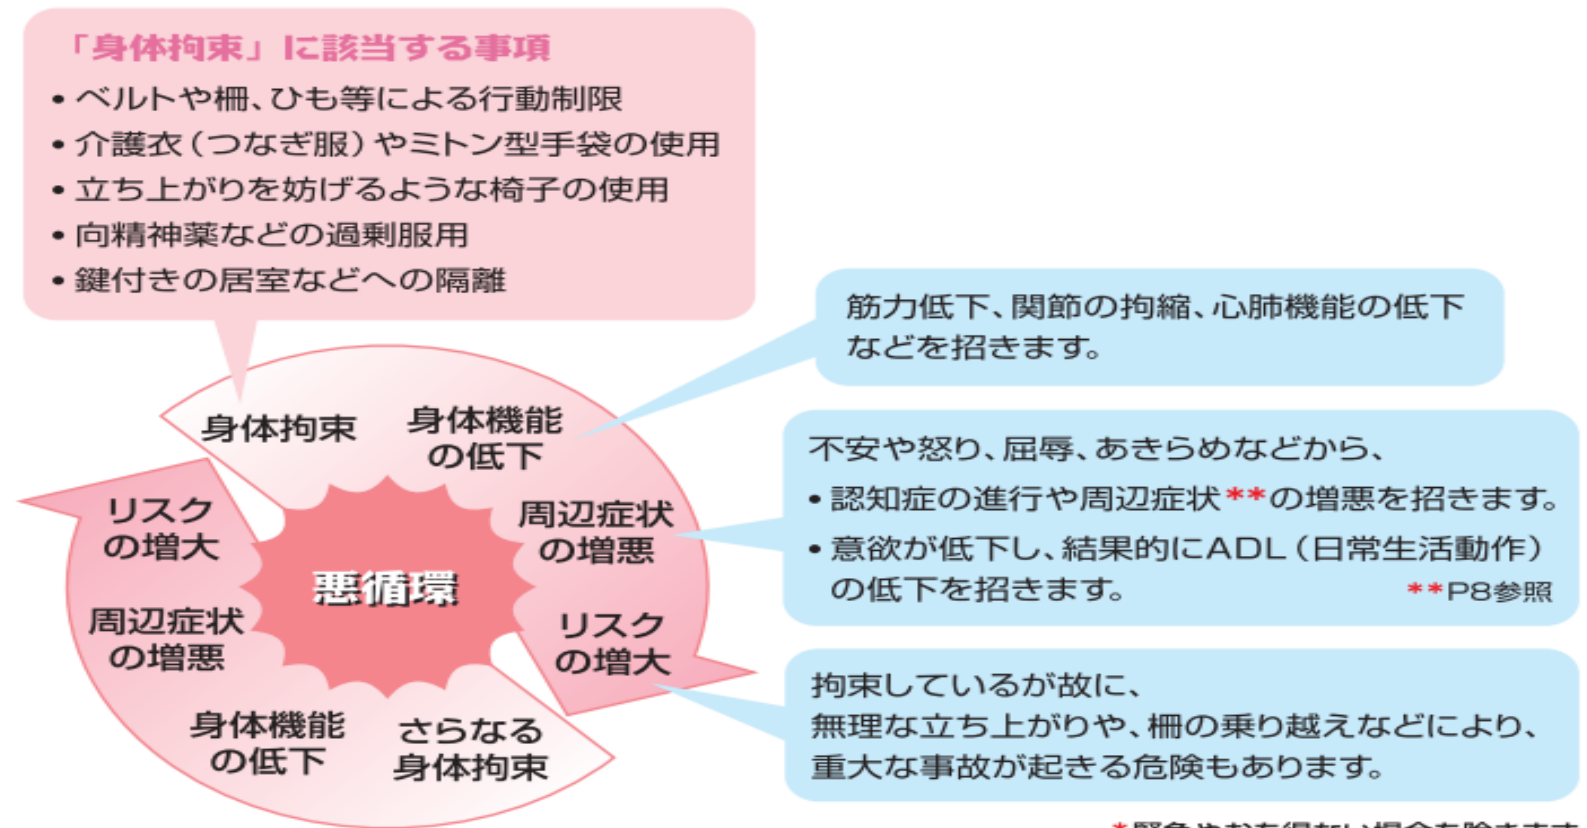 「身体拘束」に該当する事項
• ベルトや柵、ひも等による行動制限
• 介護衣（つなぎ服）やミトン型手袋の使用
• 立ち上がりを妨げるような椅子の使用
• 向精神薬などの過剰服用
• 鍵付きの居室などへの隔離
筋力低下、関節の拘縮、心肺機能の低下
などを招きます。
不安や怒り、屈辱、あきらめなどから、
• 認知症の進行や周辺症状**の増悪を招きます。
• 意欲が低下し、結果的にADL（日常生活動作）
の低下を招きます。
**P8参照
拘束しているが故に、
無理な立ち上がりや、柵の乗り越えなどにより、
重大な事故が起きる危険もあります。
身体拘束
身体機能
の低下
周辺症状
の増悪
リスク
の増大
さらなる
身体拘束
身体機能
の低下
周辺症状
の増悪
リスク
の増大
悪循環